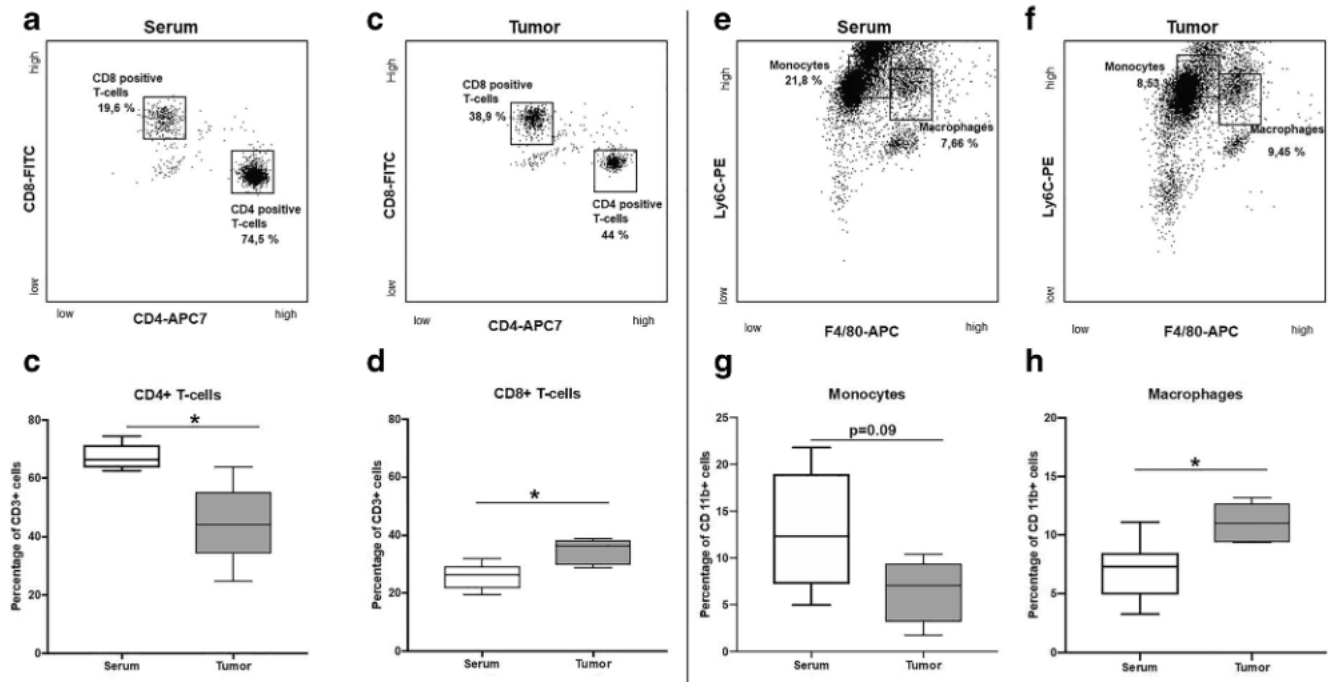 a
Serum
high
CD8 positive
T-cells
19,6 %
CD8-FITC
CD4 positive
T-cells
74,5 %
low
low
high
CD4-APC7
c
Tumor
High
CD8 positive
T-cells
38,9 %
CD8-FITC
CD4 positive
T-cells
44 %
low
low
high
CD4-APC7
e
Serum
high
Monocytes
21,8 %
Ly6C-PE
Macrophages
7,66 %
low
low
high
F4/80-APC
f
Tumor
high
Monocytes
8,53
Ly6C-PE
Macrophages
9,45 %
low
low
high
F4/80-APC
c
CD4+ T-cells
Percentage of CD3+ cells
80
60
40
20
0
*
Serum
Tumor
d
CD8+ T-cells
Percentage of CD3+ cells
80
60
40
20
0
*
Serum
Tumor
g
Monocytes
Percentage of CD 11b+ cells
25
20
15
10
5
0
p=0.09
Serum
Tumor
h
Macrophages
Percentage of CD 11b+ cells
20
15
10
5
0
*
Serum
Tumor